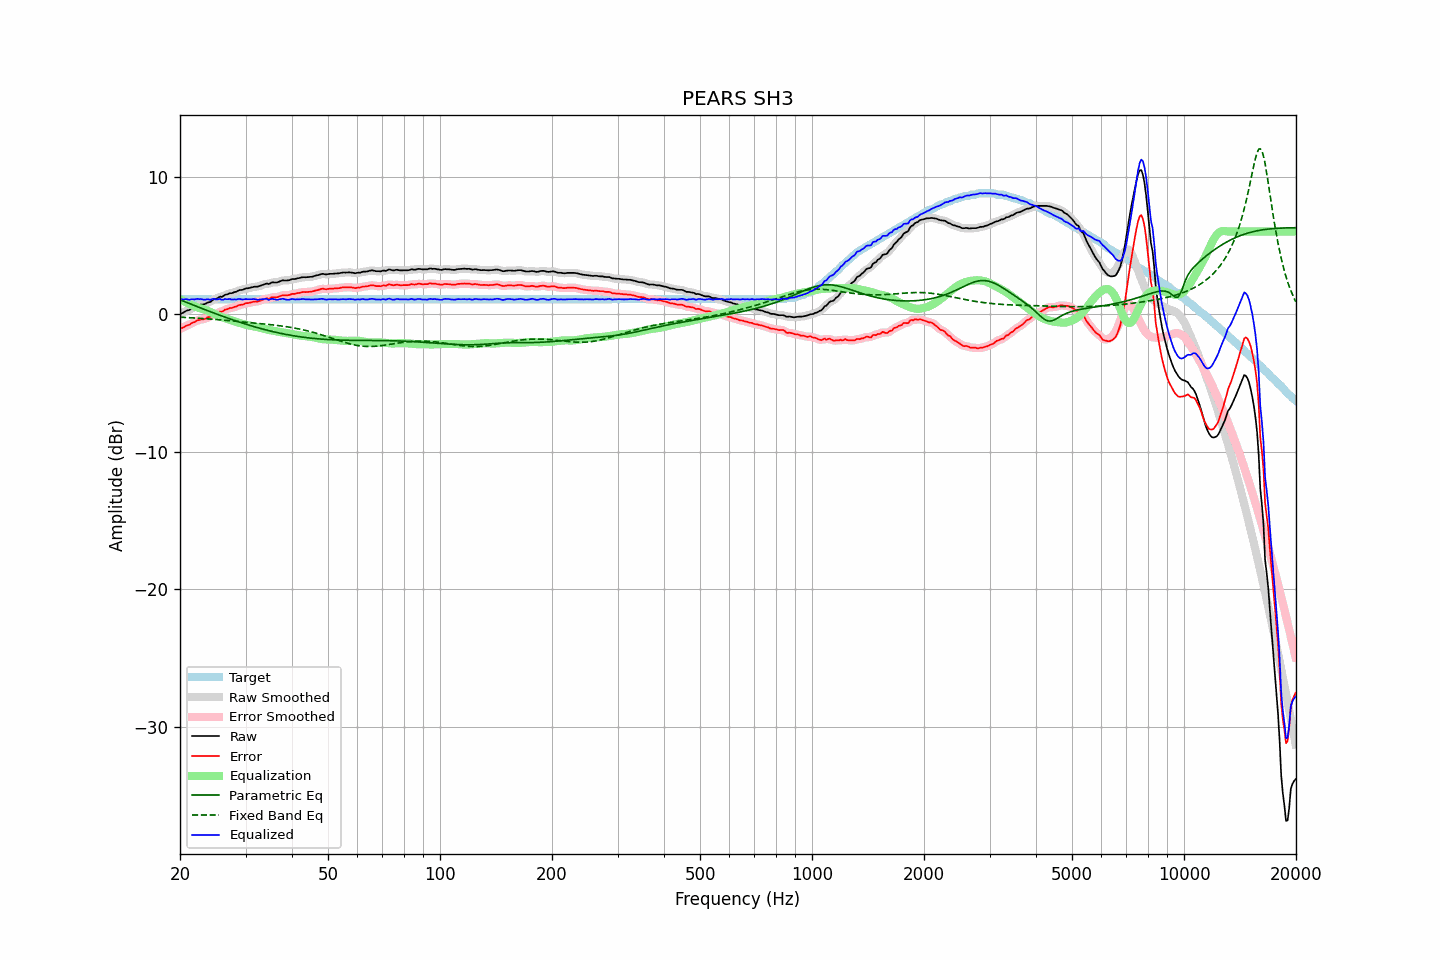 PEARS SH3
Amplitude (dBr)
10
0
−10
−20
−30
Target
Raw Smoothed
Error Smoothed
Raw
Error
Equalization
Parametric Eq
Fixed Band Eq
Equalized
20 50 100 200 500 1000 2000 5000 10000 20000
Frequency (Hz)